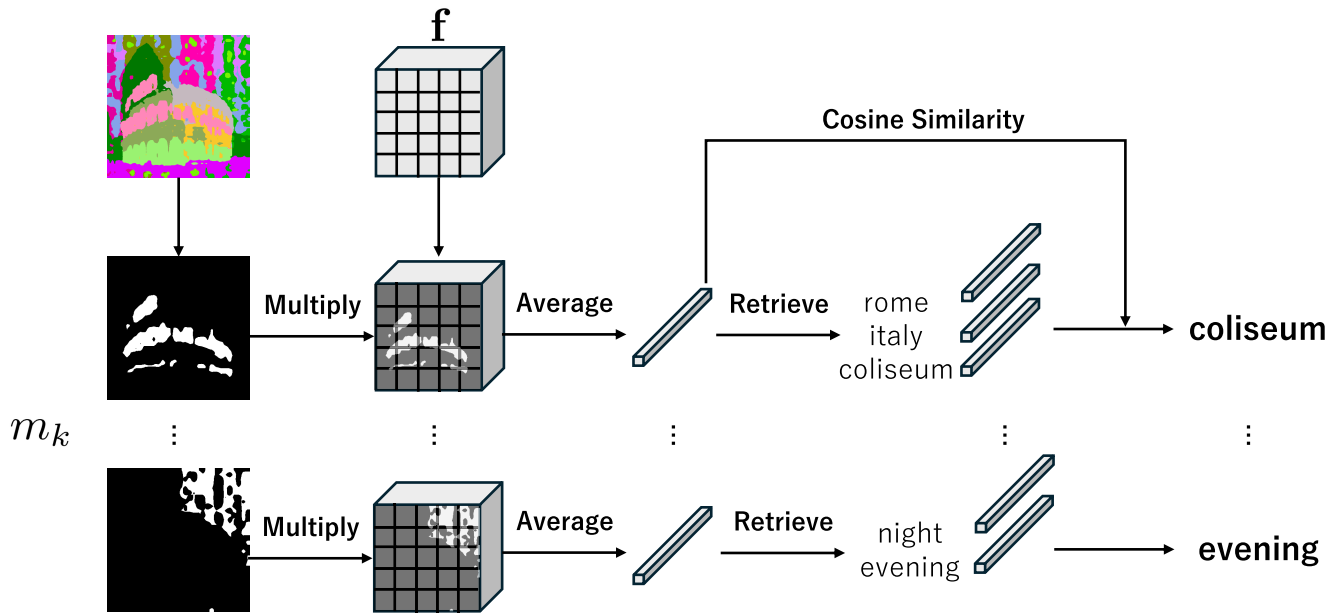 f
Cosine Similarity
Multiply
Average
Retrieve
rome
italy
coliseum
coliseum
m_k
Multiply
Average
Retrieve
night
evening
evening